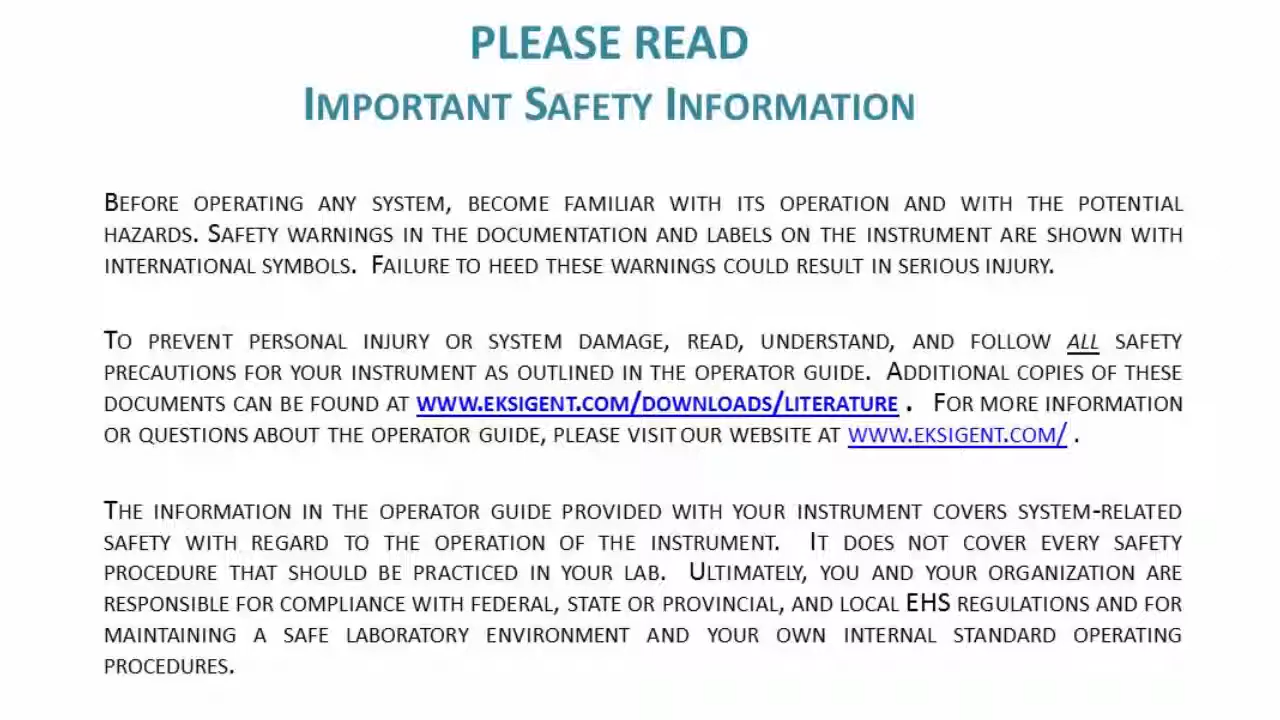 PLEASE READ
IMPORTANT SAFETY INFORMATION
BEFORE OPERATING ANY SYSTEM, BECOME FAMILIAR WITH ITS OPERATION AND WITH THE POTENTIAL
HAZARDS. SAFETY WARNINGS IN THE DOCUMENTATION AND LABELS ON THE INSTRUMENT ARE SHOWN WITH
INTERNATIONAL SYMBOLS. FAILURE TO HEED THESE WARNINGS COULD RESULT IN SERIOUS INJURY.
TO PREVENT PERSONAL INJURY OR SYSTEM DAMAGE, READ, UNDERSTAND, AND FOLLOW ALL SAFETY
PRECAUTIONS FOR YOUR INSTRUMENT AS OUTLINED IN THE OPERATOR GUIDE. ADDITIONAL COPIES OF THESE
DOCUMENTS CAN BE FOUND AT WWW.EKSIGENT.COM/DOWNLOADS/LITERATURE . FOR MORE INFORMATION
OR QUESTIONS ABOUT THE OPERATOR GUIDE, PLEASE VISIT OUR WEBSITE AT WWW.EKSIGENT.COM/ .
THE INFORMATION IN THE OPERATOR GUIDE PROVIDED WITH YOUR INSTRUMENT COVERS SYSTEM-RELATED
SAFETY WITH REGARD TO THE OPERATION OF THE INSTRUMENT. IT DOES NOT COVER EVERY SAFETY
PROCEDURE THAT SHOULD BE PRACTICED IN YOUR LAB. ULTIMATELY, YOU AND YOUR ORGANIZATION ARE
RESPONSIBLE FOR COMPLIANCE WITH FEDERAL, STATE OR PROVINCIAL, AND LOCAL EHS REGULATIONS AND FOR
MAINTAINING A SAFE LABORATORY ENVIRONMENT AND YOUR OWN INTERNAL STANDARD OPERATING
PROCEDURES.